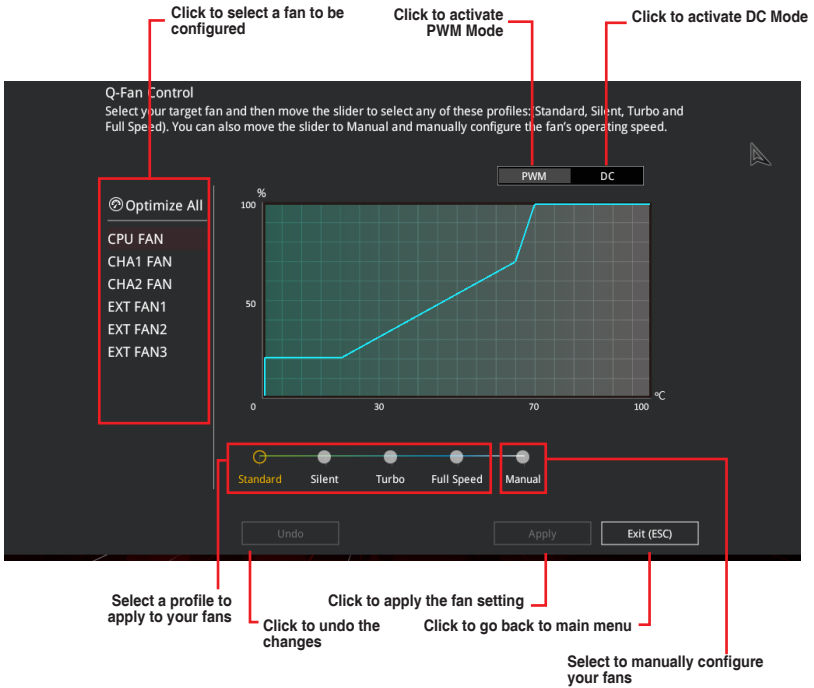 Click to select a fan to be
configured
Click to activate
PWM Mode
Click to activate DC Mode
Q-Fan Control
Select your target fan and then move the slider to select any of these profiles:(Standard, Silent, Turbo and
Full Speed). You can also move the slider to Manual and manually configure the fan's operating speed.
PWM
DC
Optimize All
CPU FAN
CHA1 FAN
CHA2 FAN
EXT FAN1
EXT FAN2
EXT FAN3
%
100
50
0
30
70
100
ºC
Standard
Silent
Turbo
Full Speed
Manual
Undo
Apply
Exit (ESC)
Select a profile to
apply to your fans
Click to undo the
changes
Click to apply the fan setting
Click to go back to main menu
Select to manually configure
your fans